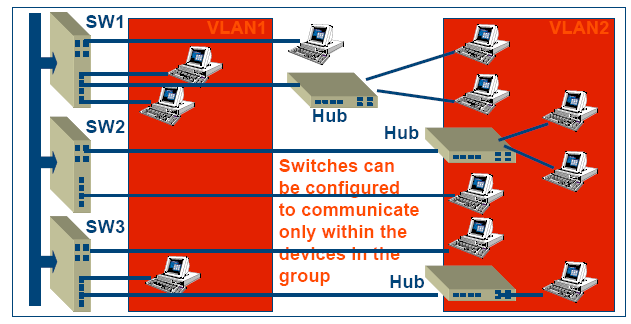 SW1
VLAN1
VLAN2
Hub
SW2
Hub
Switches can
be configured
to communicate
only within the
devices in the
group
SW3
Hub